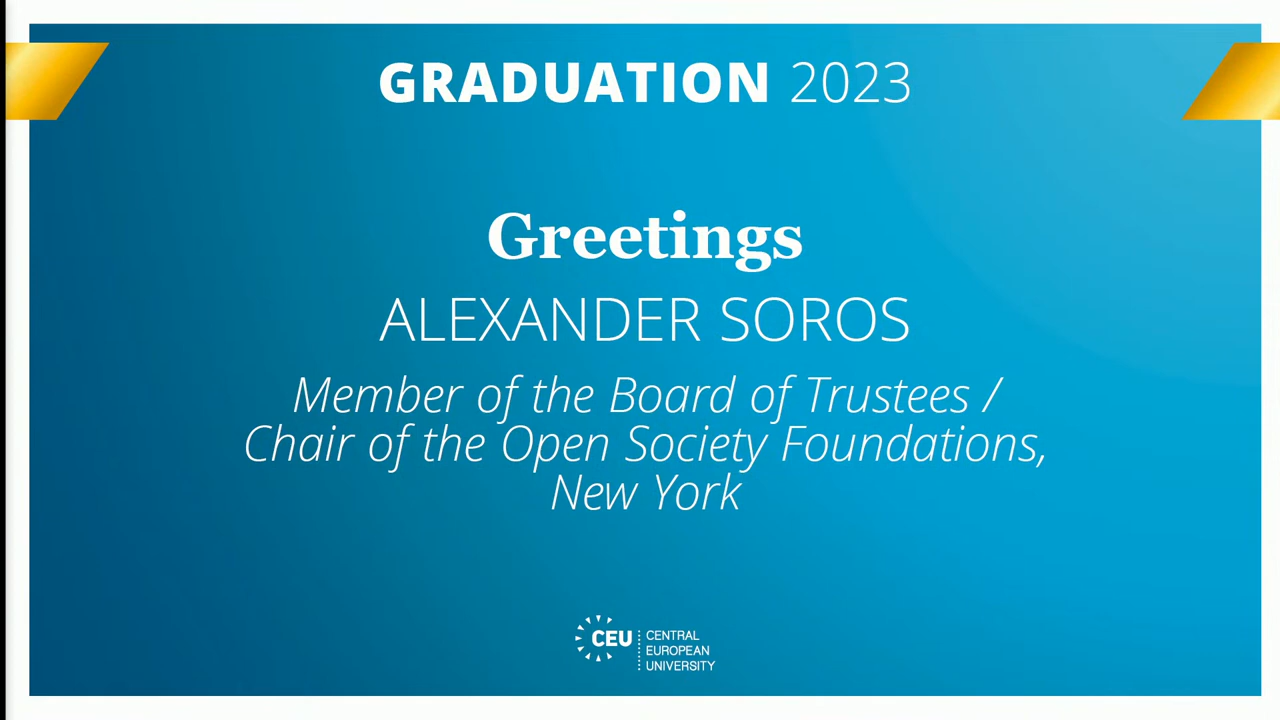 GRADUATION 2023
Greetings
ALEXANDER SOROS
Member of the Board of Trustees /
Chair of the Open Society Foundations,
New York
CEU
CENTRAL
EUROPEAN
UNIVERSITY